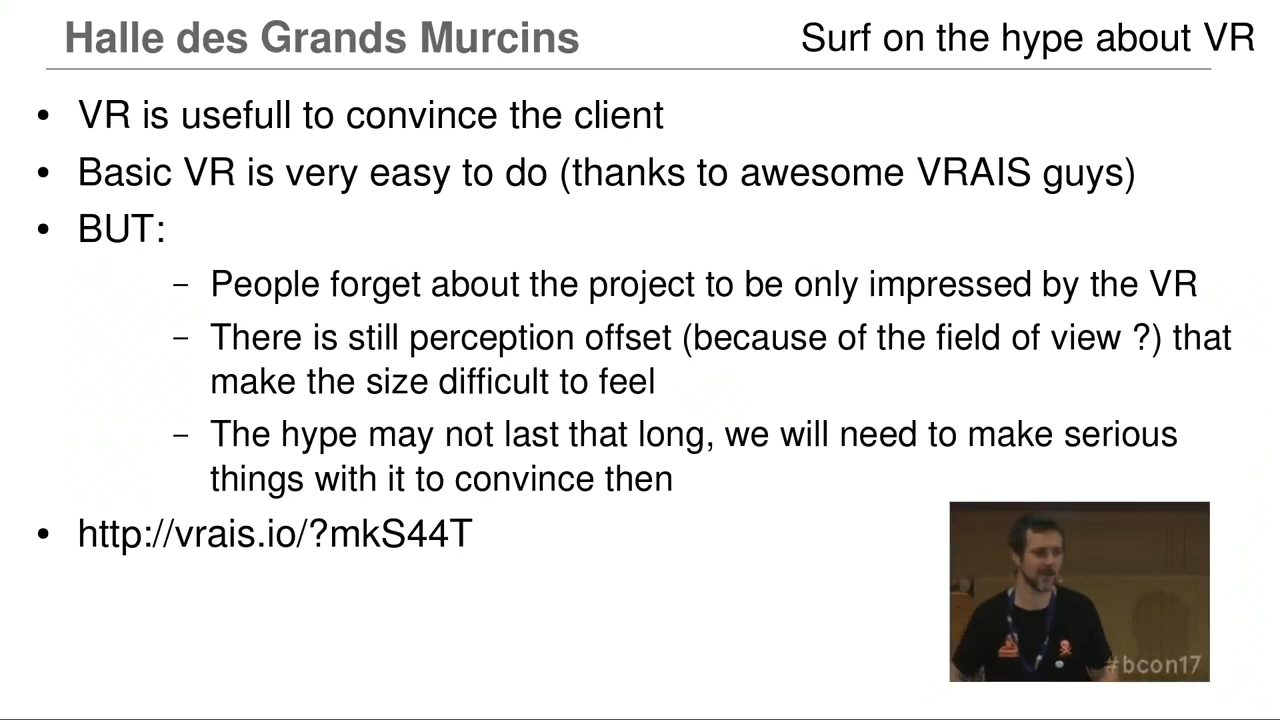 Halle des Grands Murcins
Surf on the hype about VR
• VR is usefull to convince the client
• Basic VR is very easy to do (thanks to awesome VRAIS guys)
• BUT:
– People forget about the project to be only impressed by the VR
– There is still perception offset (because of the field of view ?) that
make the size difficult to feel
– The hype may not last that long, we will need to make serious
things with it to convince then
• http://vrais.io/?mkS44T
#bcon17